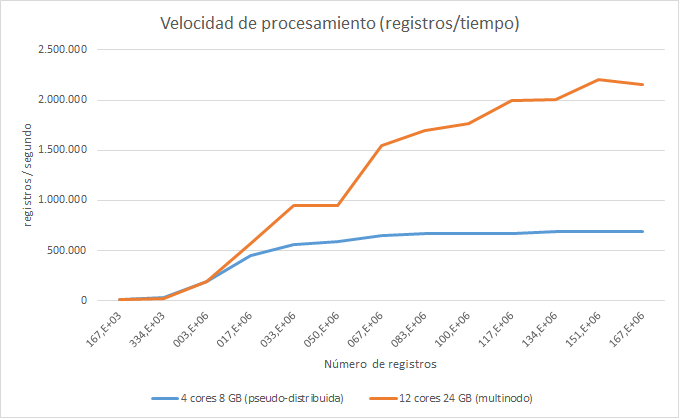 Velocidad de procesamiento (registros/tiempo)
2.500.000
2.000.000
1.500.000
1.000.000
500.000
0
registros / segundo
167,E+03
334,E+03
003,E+06
017,E+06
033,E+06
050,E+06
067,E+06
083,E+06
100,E+06
117,E+06
134,E+06
151,E+06
167,E+06
Número de registros
4 cores 8 GB (pseudo-distribuida)
12 cores 24 GB (multinodo)